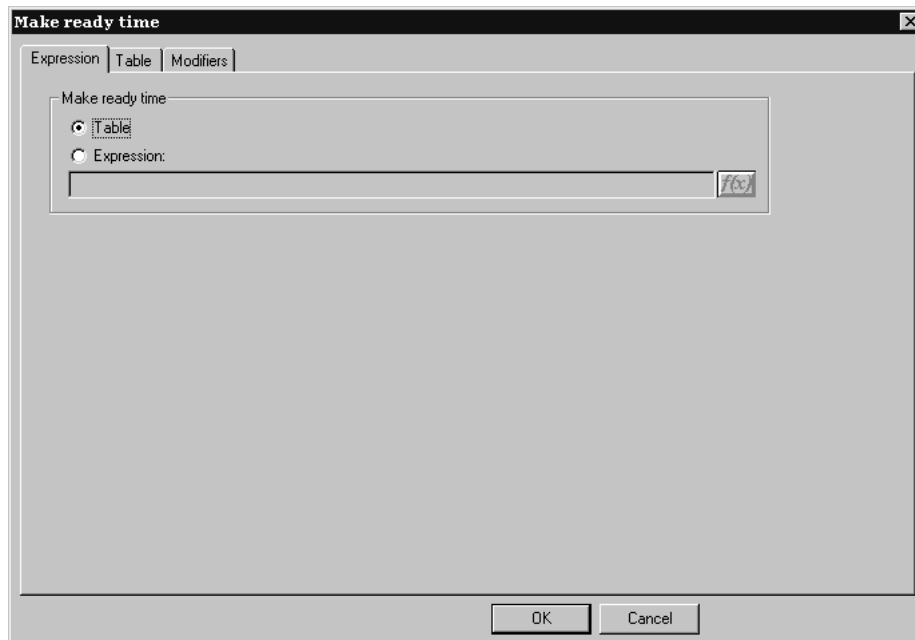 Make ready time
Expression Table Modifiers
Make ready time
Table
Expression:
f(x)
OK Cancel